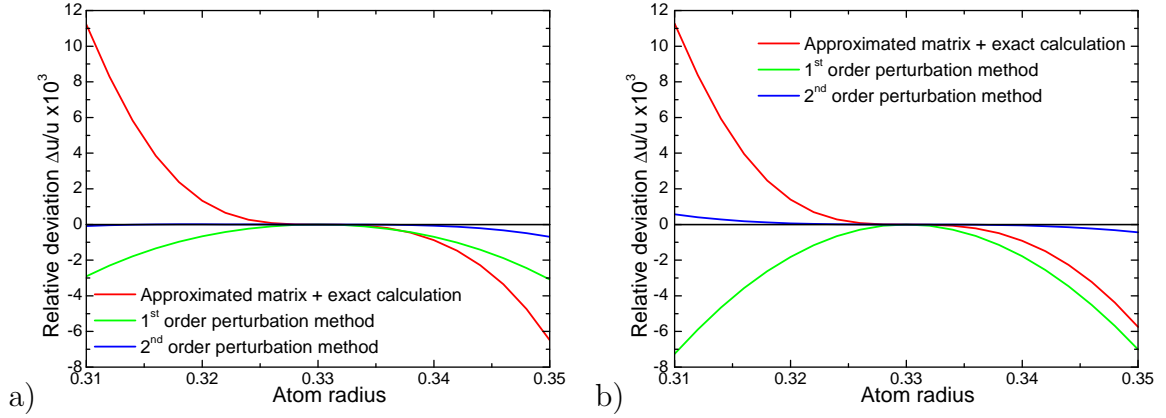 12
10
8
6
4
2
0
-2
-4
-6
-8
Relative deviation Δu/u x10³
Approximated matrix + exact calculation
1st order perturbation method
2nd order perturbation method
0.31 0.32 0.33 0.34 0.35
Atom radius
a)
12
10
8
6
4
2
0
-2
-4
-6
-8
Relative deviation Δu/u x10³
Approximated matrix + exact calculation
1st order perturbation method
2nd order perturbation method
0.31 0.32 0.33 0.34 0.35
Atom radius
b)